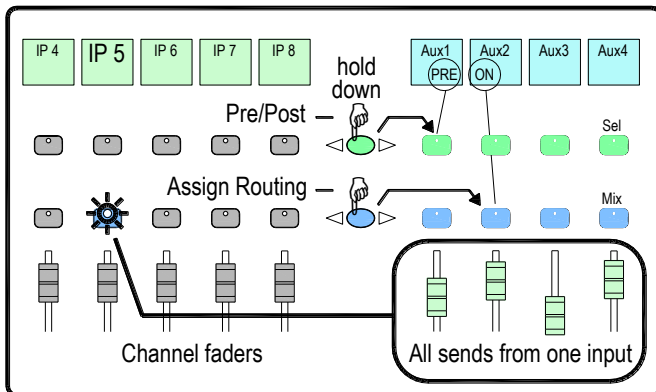 IP 4
IP 5
IP 6
IP 7
IP 8
hold
down
Aux1
PRE
Aux2
ON
Aux3
Aux4
Pre/Post
Sel
Assign Routing
Mix
Channel faders
All sends from one input